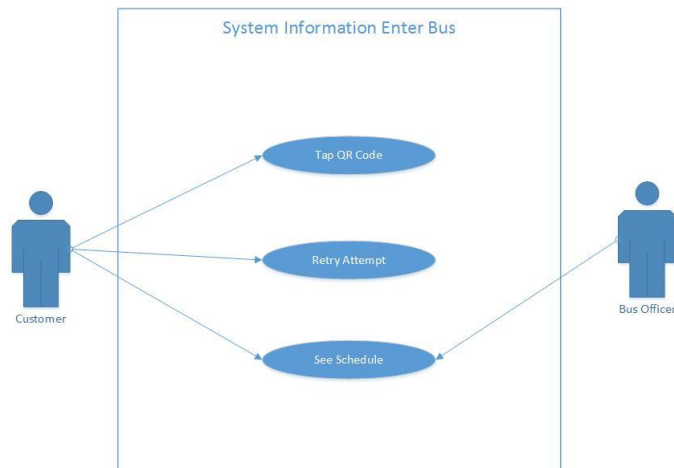 System Information Enter Bus
Tap QR Code
Retry Attempt
See Schedule
Customer
Bus Officer